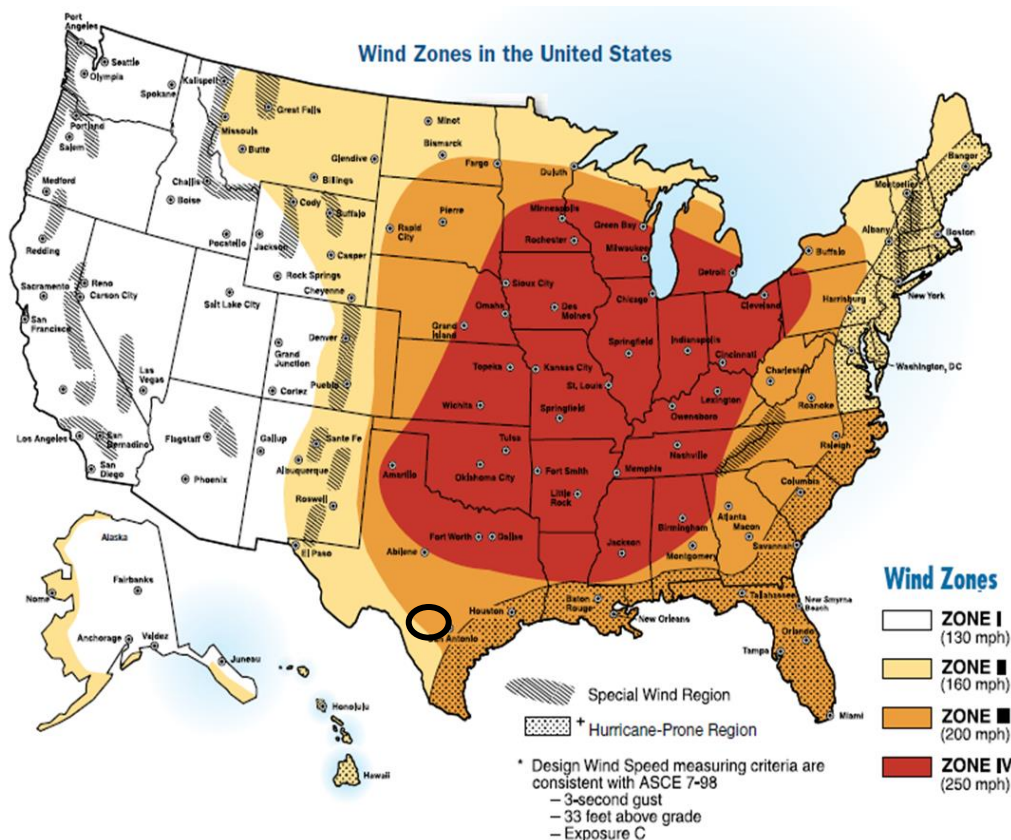 Wind Zones in the United States
Port
Angeles
Seattle
Olympia
Spokane
Kalispell
Great Falls
Missoula
Butte
Glendive
Billings
Minot
Bismarck
Fargo
Duluth
Portland
Salem
Medford
Challis
Boise
Pocatello
Cody
Buffalo
Jackson
Casper
Rock Springs
Cheyenne
Rapid
City
Pierre
Minneapolis
Rochester
Green Bay
Milwaukee
Detroit
Buffalo
Albany
Montpelier
Bangor
Boston
New York
Redding
Sacramento
Reno
Carson City
San
Francisco
Salt Lake City
Grand
Junction
Cortez
Denver
Pueblo
Las
Vegas
Sioux City
Omaha
Des
Moines
Grand
Island
Chicago
Cleveland
Harrisburg
Washington, DC
Springfield
Indianapolis
Cincinnati
Charleston
Roanoke
Topeka
Kansas City
St. Louis
Lexington
Owensboro
Wichita
Springfield
Nashville
Raleigh
Los Angeles
San
Bernadino
San
Diego
Flagstaff
Phoenix
Gallup
Sante Fe
Albuquerque
Roswell
El Paso
Amarillo
Tulsa
Oklahoma City
Fort Smith
Little
Rock
Memphis
Columbia
Atlanta
Macon
Birmingham
Savannah
Montgomery
Jackson
Fort Worth
Dallas
Abilene
Houston
Antonio
Baton
Rouge
New Orleans
Tallahassee
New Smyrna
Beach
Orlando
Tampa
Miami
Alaska
Fairbanks
Nome
Anchorage
Valdez
Juneau
Honolulu
Hawaii
Special Wind Region
+ Hurricane-Prone Region
* Design Wind Speed measuring criteria are
consistent with ASCE 7-98
– 3-second gust
– 33 feet above grade
– Exposure C
Wind Zones
ZONE I
(130 mph)
ZONE
(160 mph)
ZONE
(200 mph)
ZONE IV
(250 mph)